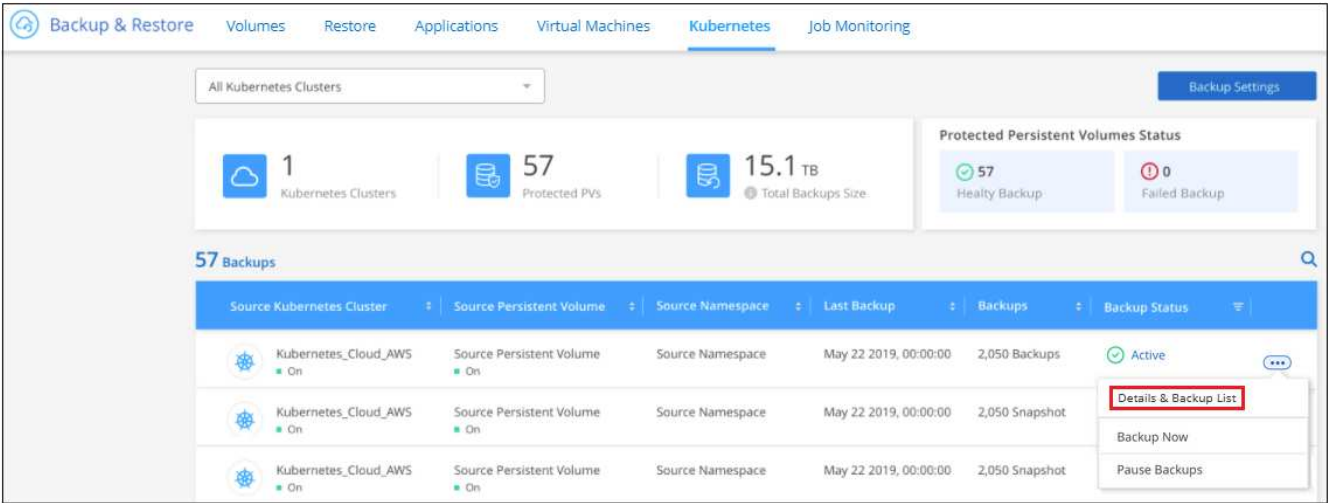 Backup & Restore Volumes Restore Applications Virtual Machines Kubernetes Job Monitoring
All Kubernetes Clusters Backup Settings
1 Kubernetes Clusters
57 Protected PVs
15.1 TB Total Backups Size
Protected Persistent Volumes Status
57 Healty Backup
0 Failed Backup
57 Backups
Source Kubernetes Cluster Source Persistent Volume Source Namespace Last Backup Backups Backup Status
Kubernetes_Cloud_AWS Source Persistent Volume Source Namespace May 22 2019, 00:00:00 2,050 Backups Active
On On
Details & Backup List
Kubernetes_Cloud_AWS Source Persistent Volume Source Namespace May 22 2019, 00:00:00 2,050 Snapshot
On On
Backup Now
Kubernetes_Cloud_AWS Source Persistent Volume Source Namespace May 22 2019, 00:00:00 2,050 Snapshot Pause Backups
On On